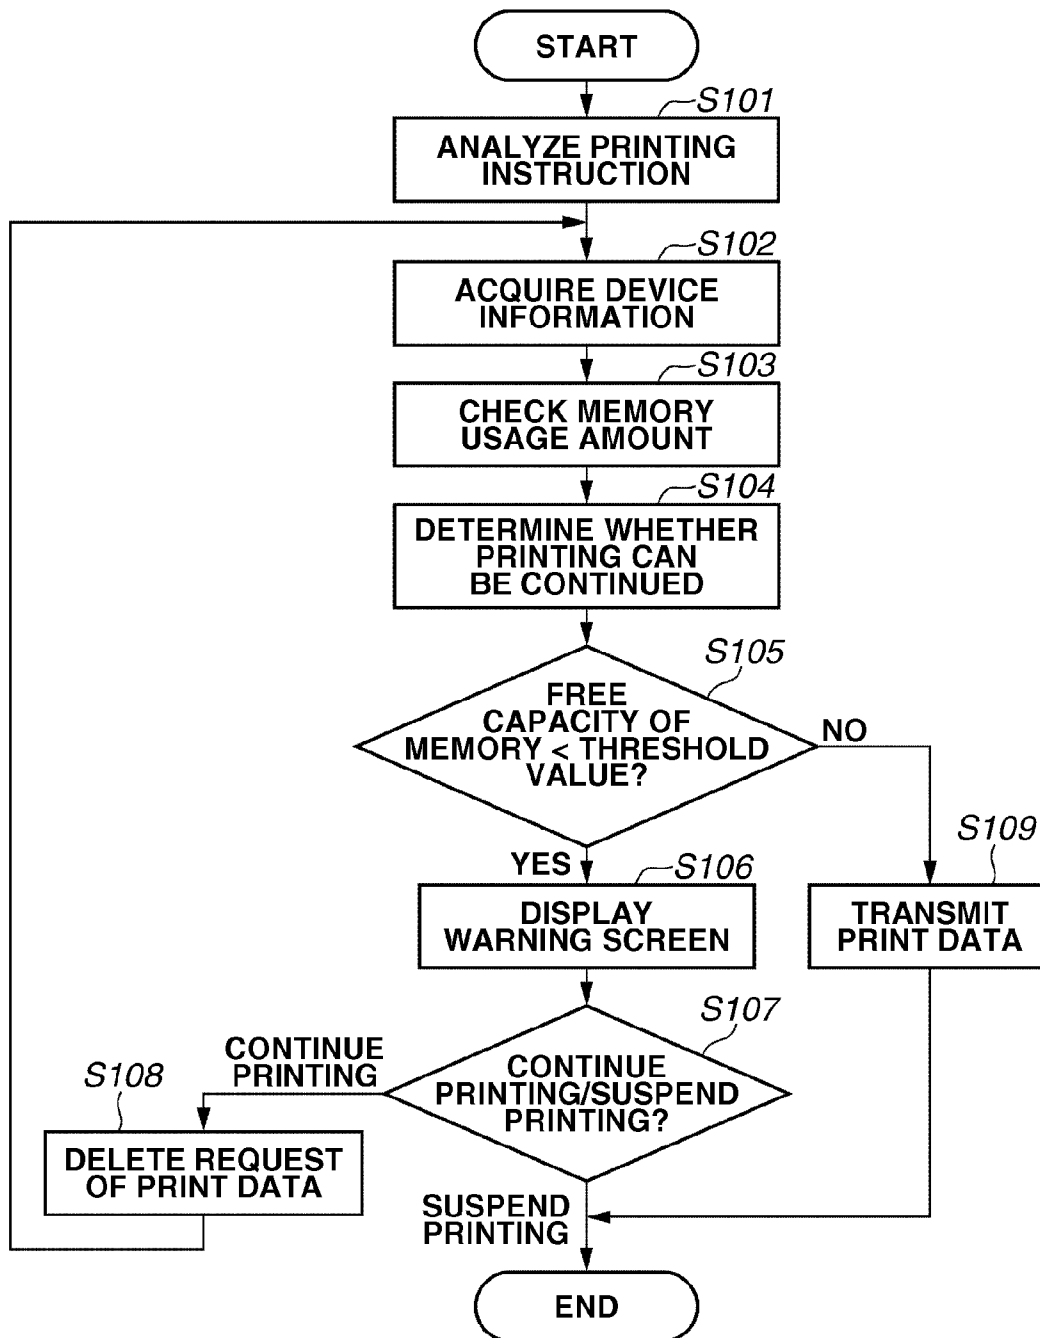 START
S101
ANALYZE PRINTING
INSTRUCTION
S102
ACQUIRE DEVICE
INFORMATION
S103
CHECK MEMORY
USAGE AMOUNT
S104
DETERMINE WHETHER
PRINTING CAN
BE CONTINUED
S105
FREE
CAPACITY OF
MEMORY < THRESHOLD
VALUE?
NO
YES
S106
DISPLAY
WARNING SCREEN
S109
TRANSMIT
PRINT DATA
S107
CONTINUE
PRINTING/SUSPEND
PRINTING?
CONTINUE
PRINTING
S108
DELETE REQUEST
OF PRINT DATA
SUSPEND
PRINTING
END